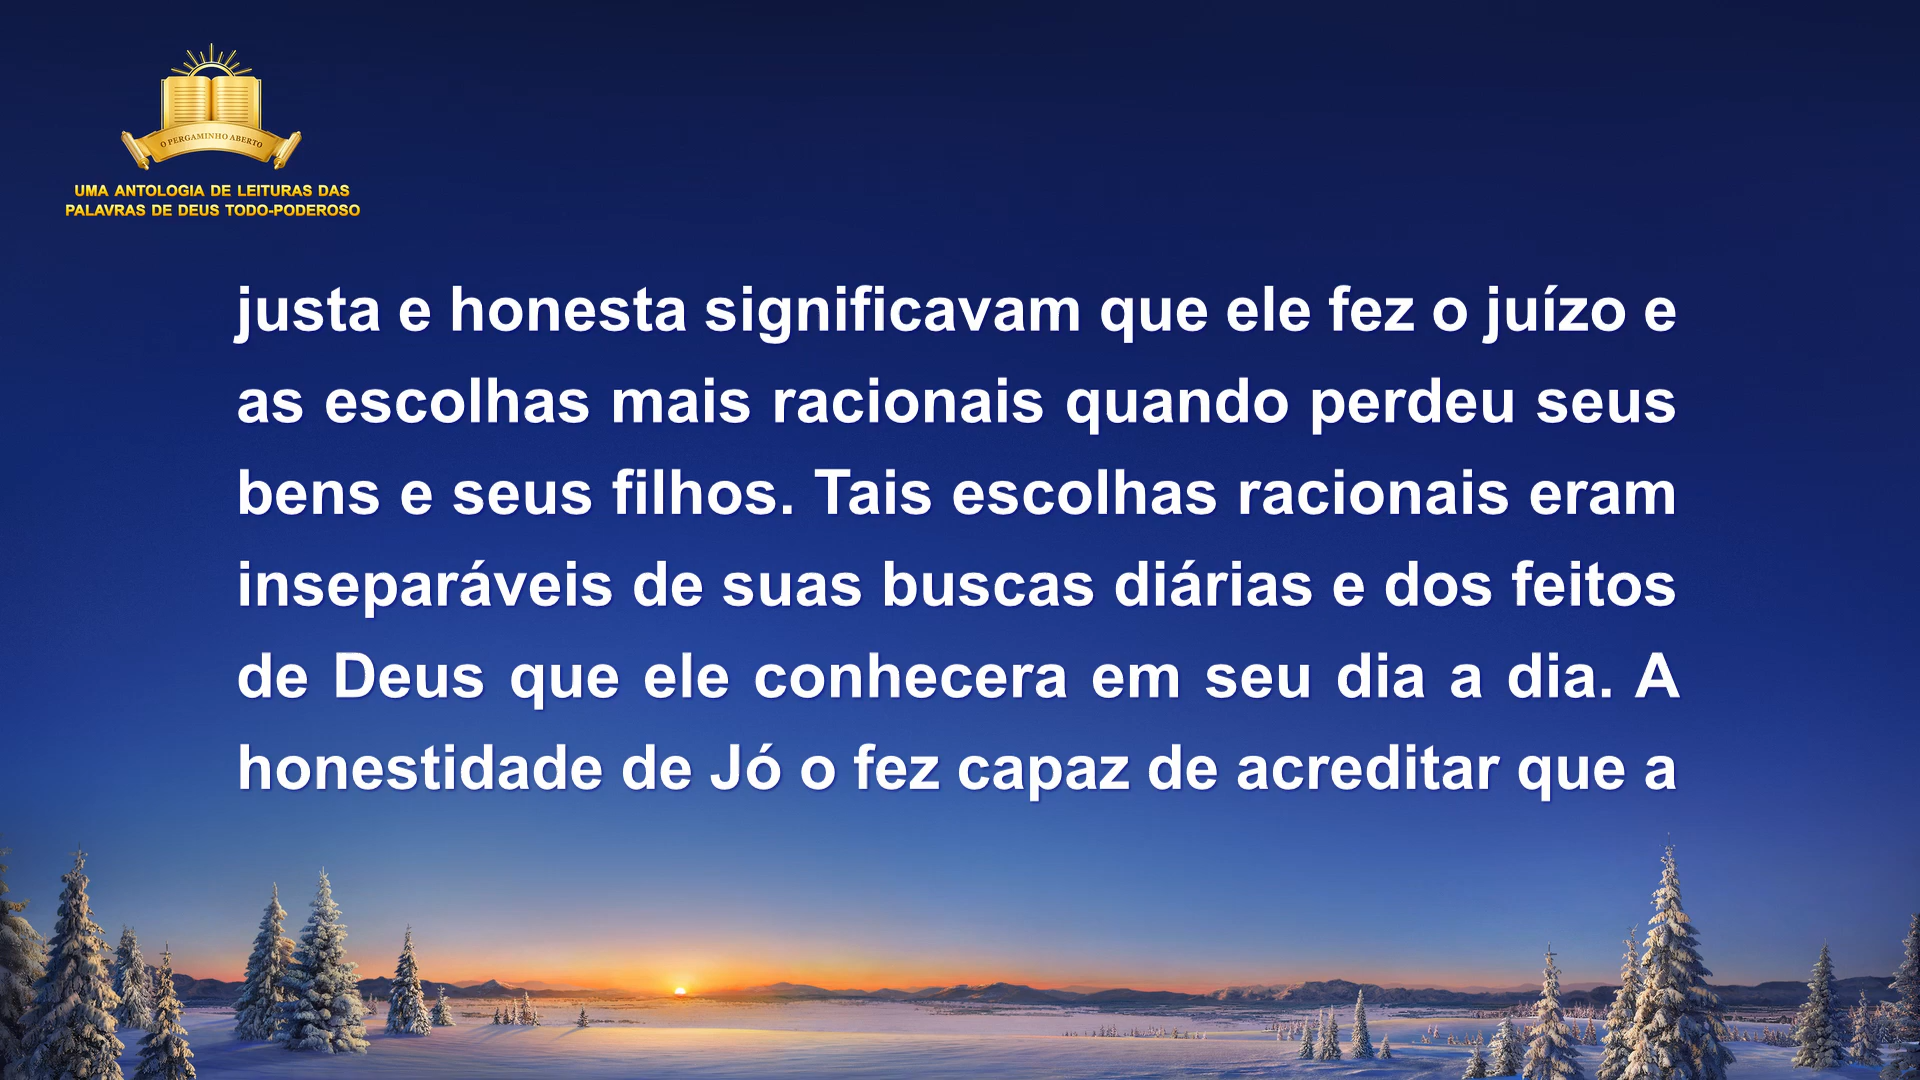 O PERGAMINHO ABERTO
UMA ANTOLOGIA DE LEITURAS DAS
PALAVRAS DE DEUS TODO-PODEROSO
justa e honesta significavam que ele fez o juízo e
as escolhas mais racionais quando perdeu seus
bens e seus filhos. Tais escolhas racionais eram
inseparáveis de suas buscas diárias e dos feitos
de Deus que ele conhecera em seu dia a dia. A
honestidade de Jó o fez capaz de acreditar que a